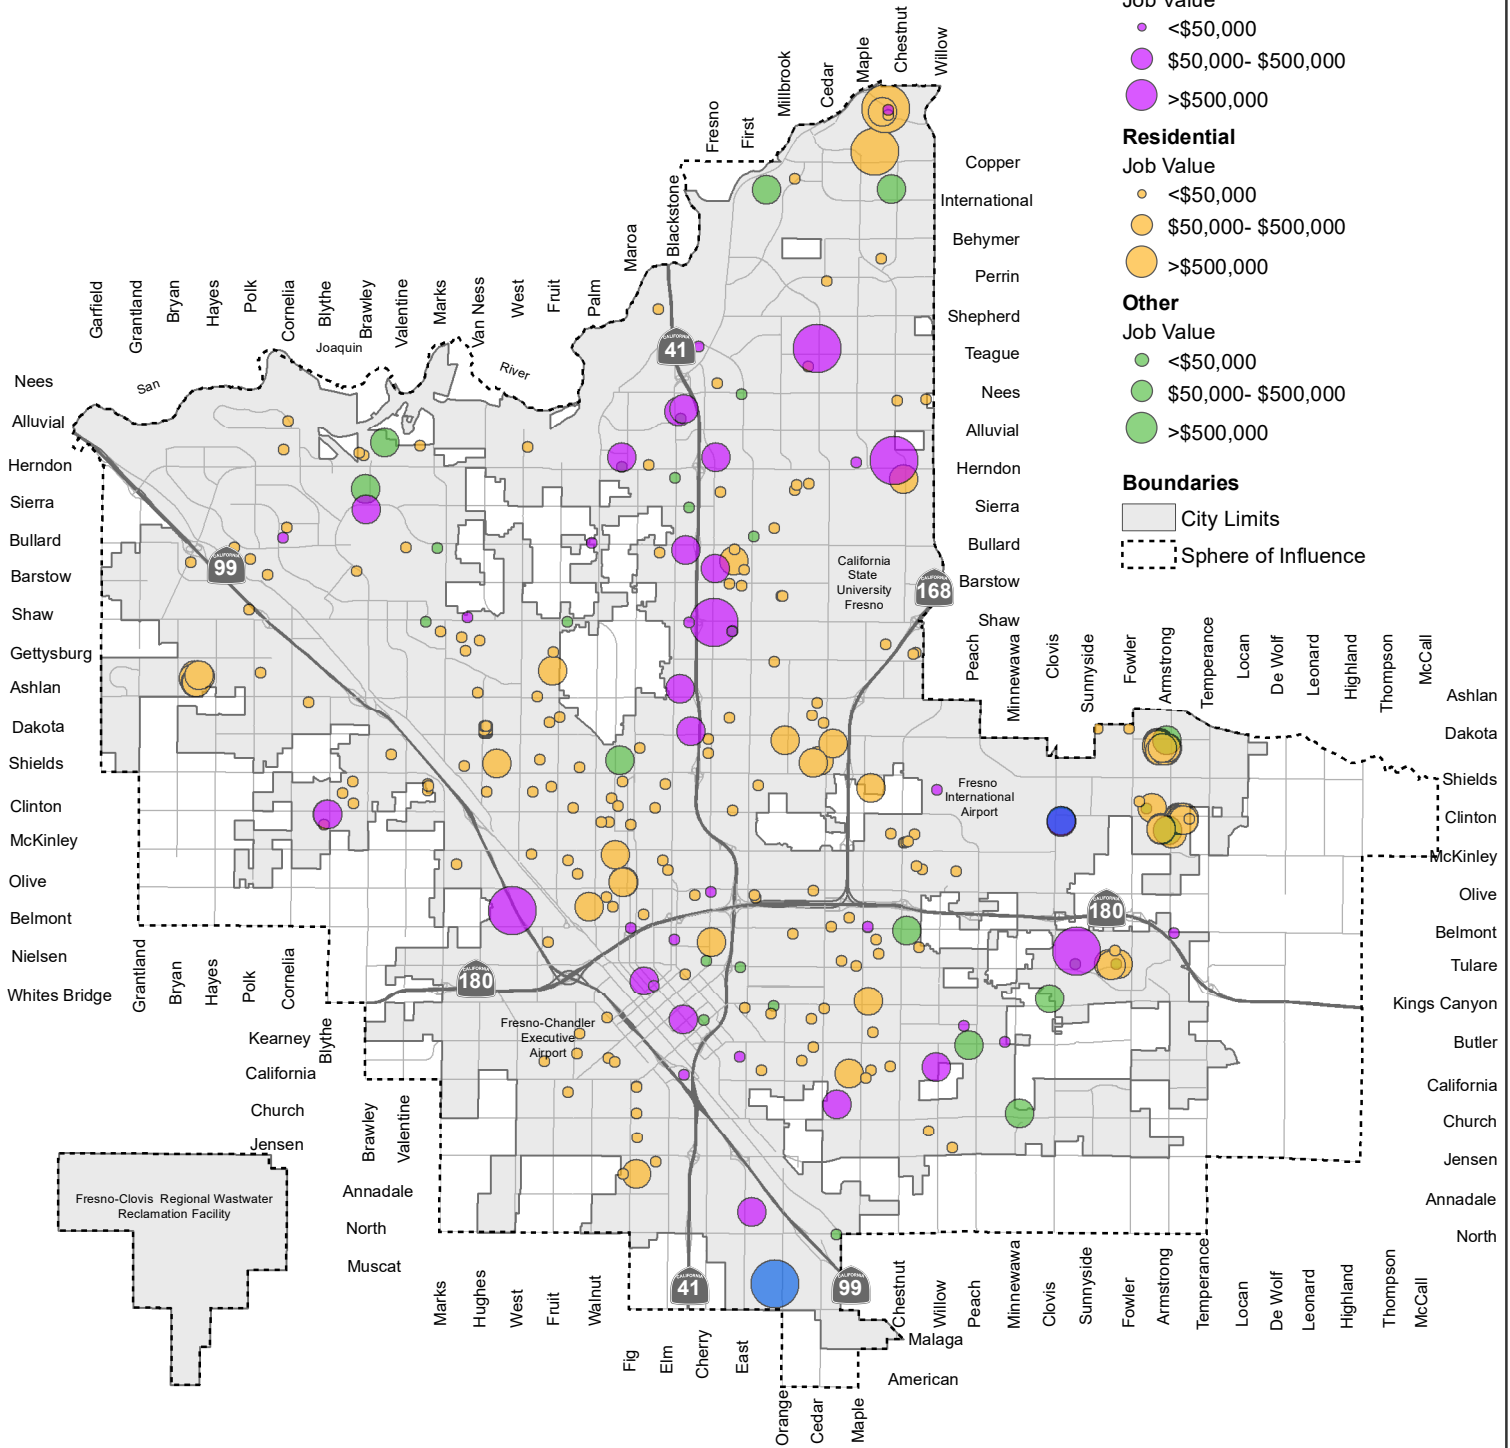 Job Value
<$50,000
$50,000- $500,000
>$500,000
Residential
Job Value
<$50,000
$50,000- $500,000
>$500,000
Other
Job Value
<$50,000
$50,000- $500,000
>$500,000
Boundaries
City Limits
Sphere of Influence
Blackstone
Fresno
First
Millbrook
Cedar
Maple
Chestnut
Willow
Copper
International
Behymer
Perrin
Shepherd
Teague
Nees
Alluvial
Herndon
Sierra
Bullard
Barstow
Shaw
Garfield
Grantland
Bryan
Hayes
Polk
Cornelia
Blythe
Brawley
Valentine
Marks
Van Ness
West
Fruit
Palm
Maroa
San
Joaquin
River
Nees
Alluvial
Herndon
Sierra
Bullard
Barstow
Shaw
Gettysburg
Ashlan
Dakota
Shields
Clinton
McKinley
Olive
Belmont
Nielsen
Whites Bridge
CALIFORNIA
41
CALIFORNIA
99
CALIFORNIA
168
CALIFORNIA
180
CALIFORNIA
180
CALIFORNIA
41
CALIFORNIA
99
California
State
University
Fresno
Fresno
International
Airport
Fresno-Chandler
Executive
Airport
Peach
Minnewawa
Clovis
Sunnyside
Fowler
Armstrong
Temperance
Locan
De Wolf
Leonard
Highland
Thompson
McCall
Ashlan
Dakota
Shields
Clinton
McKinley
Olive
Belmont
Tulare
Kings Canyon
Butler
California
Church
Jensen
Annadale
North
Grantland
Bryan
Hayes
Polk
Cornelia
Blythe
Kearney
California
Church
Jensen
Brawley
Valentine
Annadale
North
Muscat
Fresno-Clovis Regional Wastwater
Reclamation Facility
Marks
Hughes
West
Fruit
Walnut
Fig
Elm
Cherry
East
Orange
Cedar
Maple
Malaga
American
Chestnut
Willow
Peach
Minnewawa
Clovis
Sunnyside
Fowler
Armstrong
Temperance
Locan
De Wolf
Leonard
Highland
Thompson
McCall